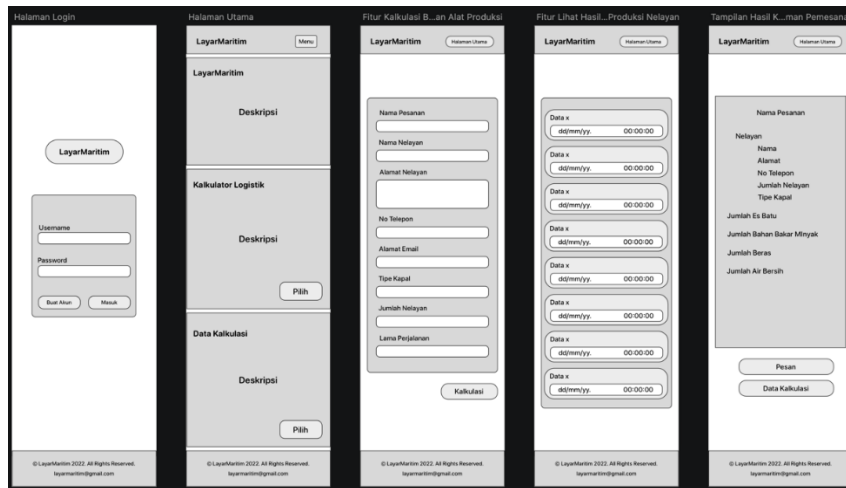 Halaman Login
LayarMaritim
Username
Password
Buat Akun
Masuk
© LayarMaritim 2022. All Rights Reserved.
layarmaritim@gmail.com
Halaman Utama
LayarMaritim
Menu
LayarMaritim
Deskripsi
Kalkulator Logistik
Deskripsi
Pilih
Data Kalkulasi
Deskripsi
Pilih
© LayarMaritim 2022. All Rights Reserved.
layarmaritim@gmail.com
Fitur Kalkulasi B...an Alat Produksi
LayarMaritim
Halaman Utama
Nama Pesanan
Nama Nelayan
Alamat Nelayan
No Telepon
Alamat Email
Tipe Kapal
Jumlah Nelayan
Lama Perjalanan
Kalkulasi
© LayarMaritim 2022. All Rights Reserved.
layarmaritim@gmail.com
Fitur Lihat Hasil...Produksi Nelayan
LayarMaritim
Halaman Utama
Data x
dd/mm/yy. 00:00:00
Data x
dd/mm/yy. 00:00:00
Data x
dd/mm/yy. 00:00:00
Data x
dd/mm/yy. 00:00:00
Data x
dd/mm/yy. 00:00:00
Data x
dd/mm/yy. 00:00:00
Data x
dd/mm/yy. 00:00:00
Data x
dd/mm/yy. 00:00:00
© LayarMaritim 2022. All Rights Reserved.
layarmaritim@gmail.com
Tampilan Hasil K...man Pemesana
LayarMaritim
Halaman Utama
Nama Pesanan
Nelayan
Nama
Alamat
No Telepon
Jumlah Nelayan
Tipe Kapal
Jumlah Es Batu
Jumlah Bahan Bakar MInyak
Jumlah Beras
Jumlah Air Bersih
Pesan
Data Kalkulasi
© LayarMaritim 2022. All Rights Reserved.
layarmaritim@gmail.com